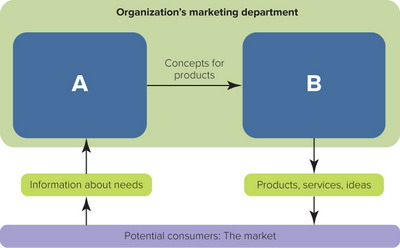 Organization's marketing department
A
Concepts for
products
B
Information about needs
Products, services, ideas
Potential consumers: The market